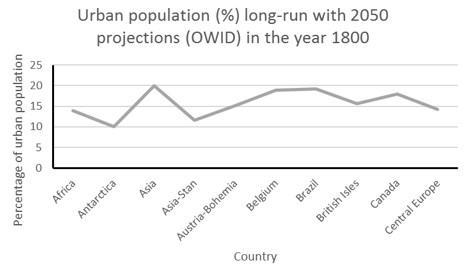 Urban population (%) long-run with 2050
projections (OWID) in the year 1800
Percentage of urban population
25
20
15
10
5
0
Africa
Antarctica
Asia
Asia-Stan
Austria-Bohemia
Belgium
Brazil
British Isles
Canada
Central Europe
Country